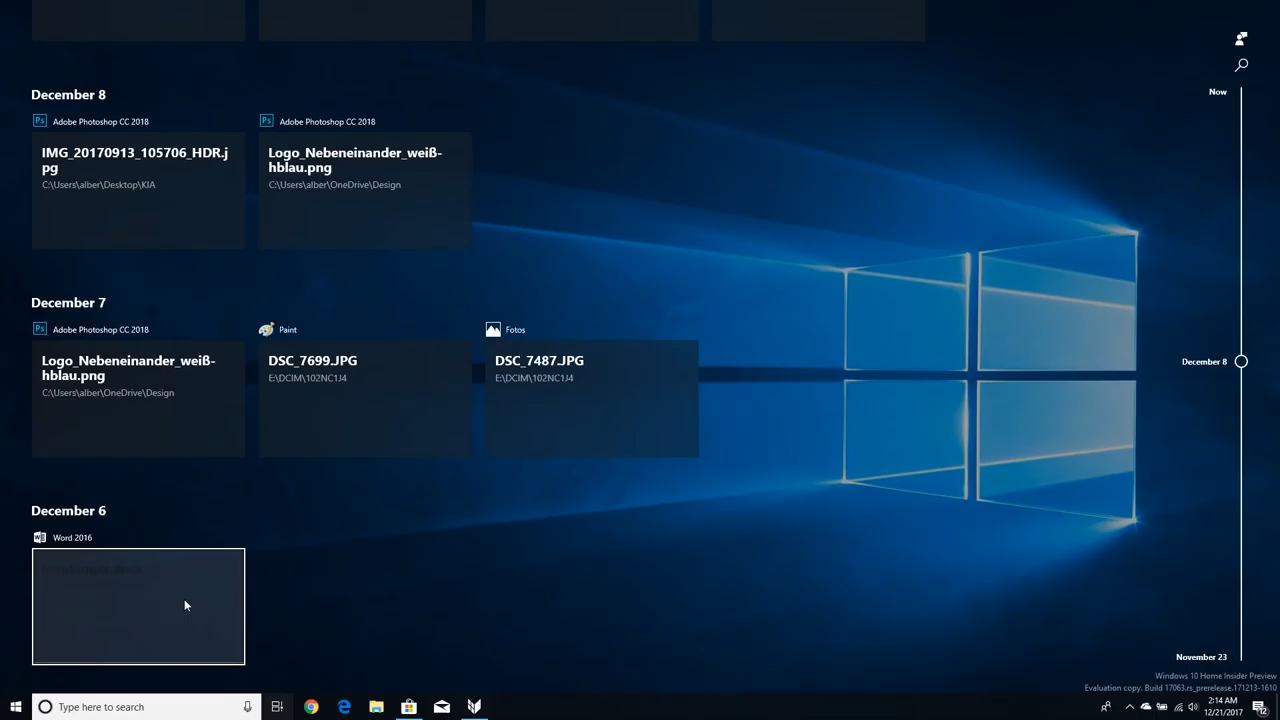 December 8
Now
Ps Adobe Photoshop CC 2018
Ps Adobe Photoshop CC 2018
IMG_20170913_105706_HDR.j
pg
C:\Users\alber\Desktop\KIA
Logo_Nebeneinander_weiß-
hblau.png
C:\Users\alber\OneDrive\Design
December 7
Ps Adobe Photoshop CC 2018
Paint
Fotos
Logo_Nebeneinander_weiß-
hblau.png
C:\Users\alber\OneDrive\Design
DSC_7699.JPG
E:\DCIM\102NC1J4
DSC_7487.JPG
E:\DCIM\102NC1J4
December 8
December 6
Word 2016
November 23
Windows 10 Home Insider Preview
Evaluation copy. Build 17063.rs_prerelease.171213-1610
Type here to search
2:14 AM
12/21/2017
12